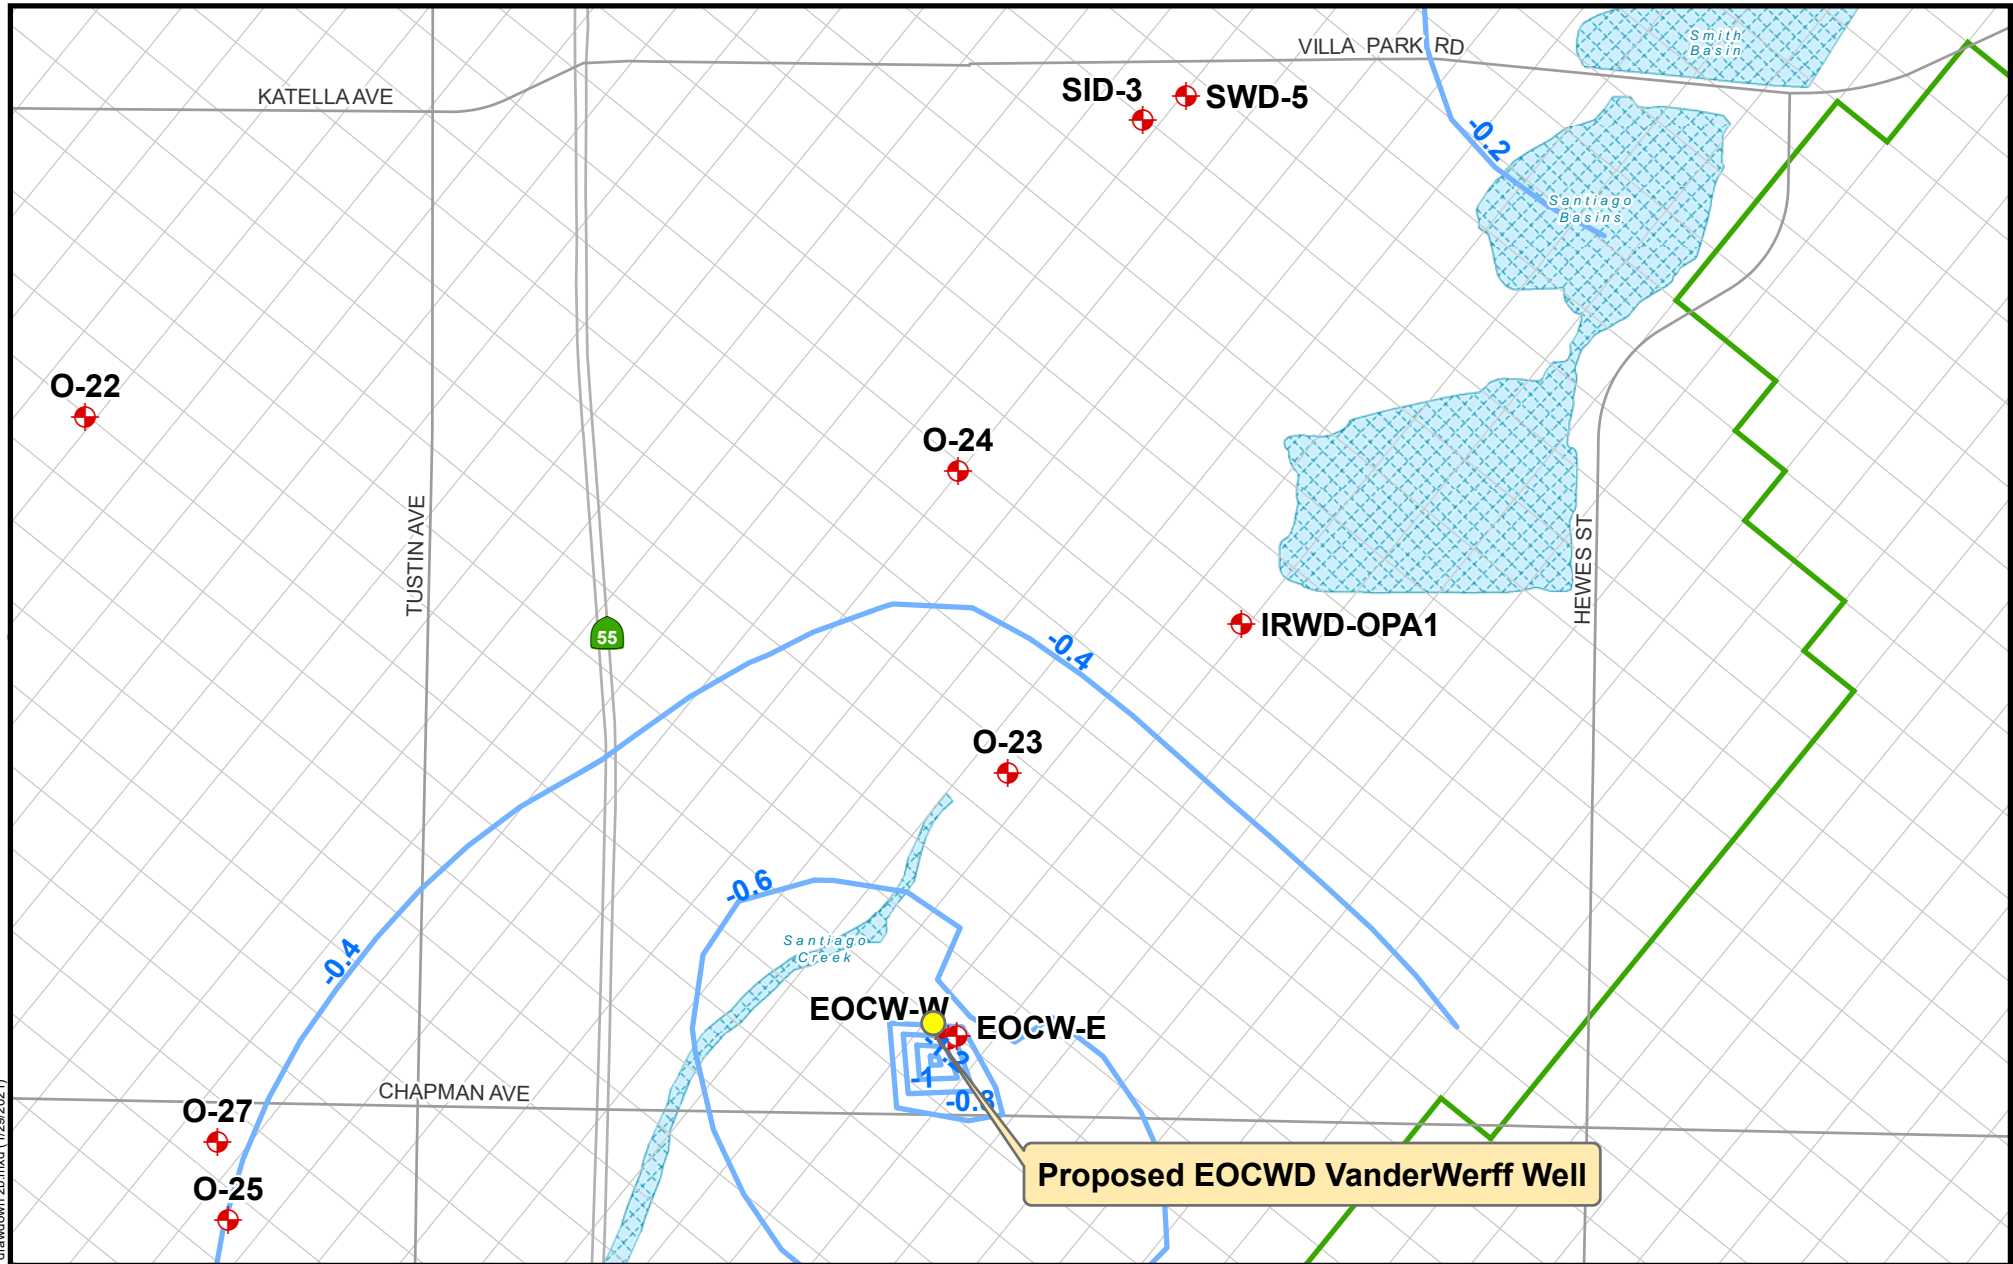 VILLA PARK RD
Smith
Basin
KATELLA AVE
SID-3
SWD-5
-0.2
Santiago
Basins
O-22
O-24
TUSTIN AVE
HEWES ST
55
IRWD-OPA1
-0.4
O-23
-0.6
-0.4
Santiago
Creek
EOCW-W
EOCW-E
-1
-0.8
CHAPMAN AVE
O-27
Proposed EOCWD VanderWerff Well
O-25